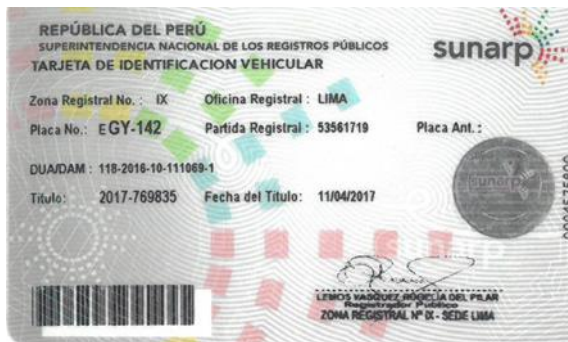 REPÚBLICA DEL PERÚ
SUPERINTENDENCIA NACIONAL DE LOS REGISTROS PÚBLICOS
TARJETA DE IDENTIFICACION VEHICULAR
sunarp
Zona Registral No. : IX Oficina Registral : LIMA
Placa No.: EGY-142 Partida Registral : 53561719 Placa Ant. :
DUA/DAM : 118-2016-10-111069-1
sunarp
Título: 2017-769835 Fecha del Título: 11/04/2017
sunarp
LEMOS VASQUEZ ROGELIA DEL PILAR
Registrador Público
ZONA REGISTRAL Nº IX - SEDE LIMA